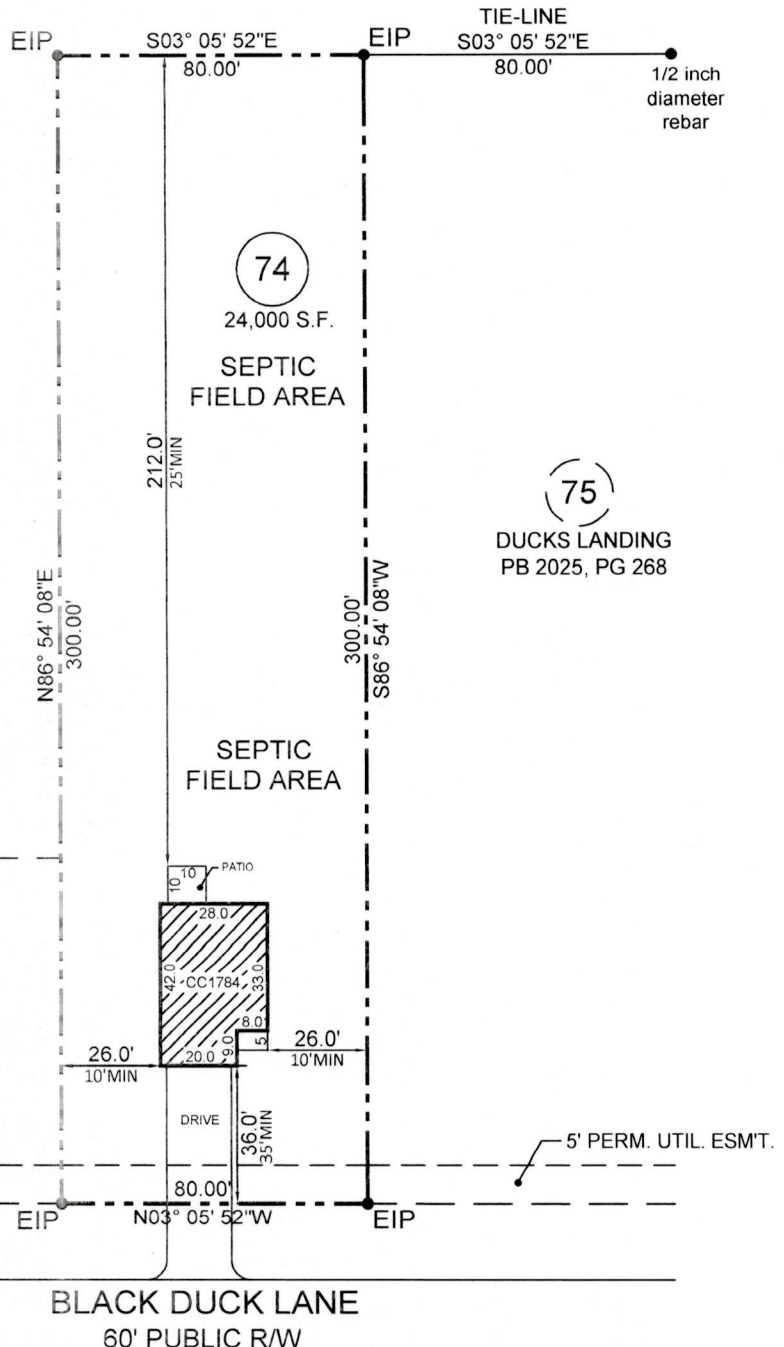 TIE-LINE
EIP
S03° 05' 52"E
80.00'
EIP
S03° 05' 52"E
80.00'
1/2 inch
diameter
rebar
74
24,000 S.F.
SEPTIC
FIELD AREA
212.0'
25'MIN
75
DUCKS LANDING
PB 2025, PG 268
N86° 54' 08"E
300.00'
300.00'
S86° 54' 08"W
SEPTIC
FIELD AREA
10
10
PATIO
28.0
42.0
CC1784
33.0
8.0
9.0
5
20.0
26.0'
10'MIN
26.0'
10'MIN
DRIVE
36.0'
35'MIN
5' PERM. UTIL. ESM'T.
80.00'
N03° 05' 52"W
EIP
EIP
BLACK DUCK LANE
60' PUBLIC R/W